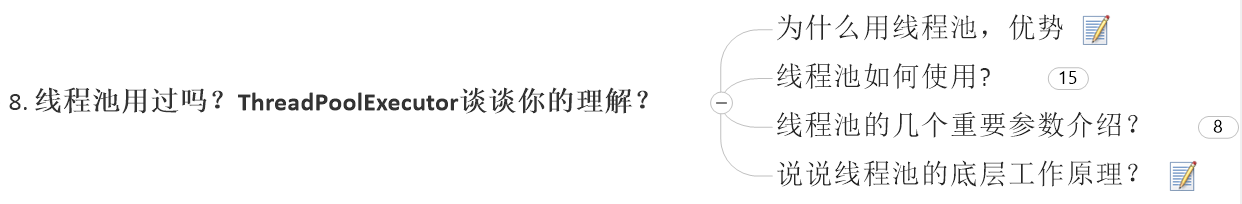 为什么用线程池，优势
线程池如何使用? 15
8. 线程池用过吗？ThreadPoolExecutor谈谈你的理解？
线程池的几个重要参数介绍？ 8
说说线程池的底层工作原理？